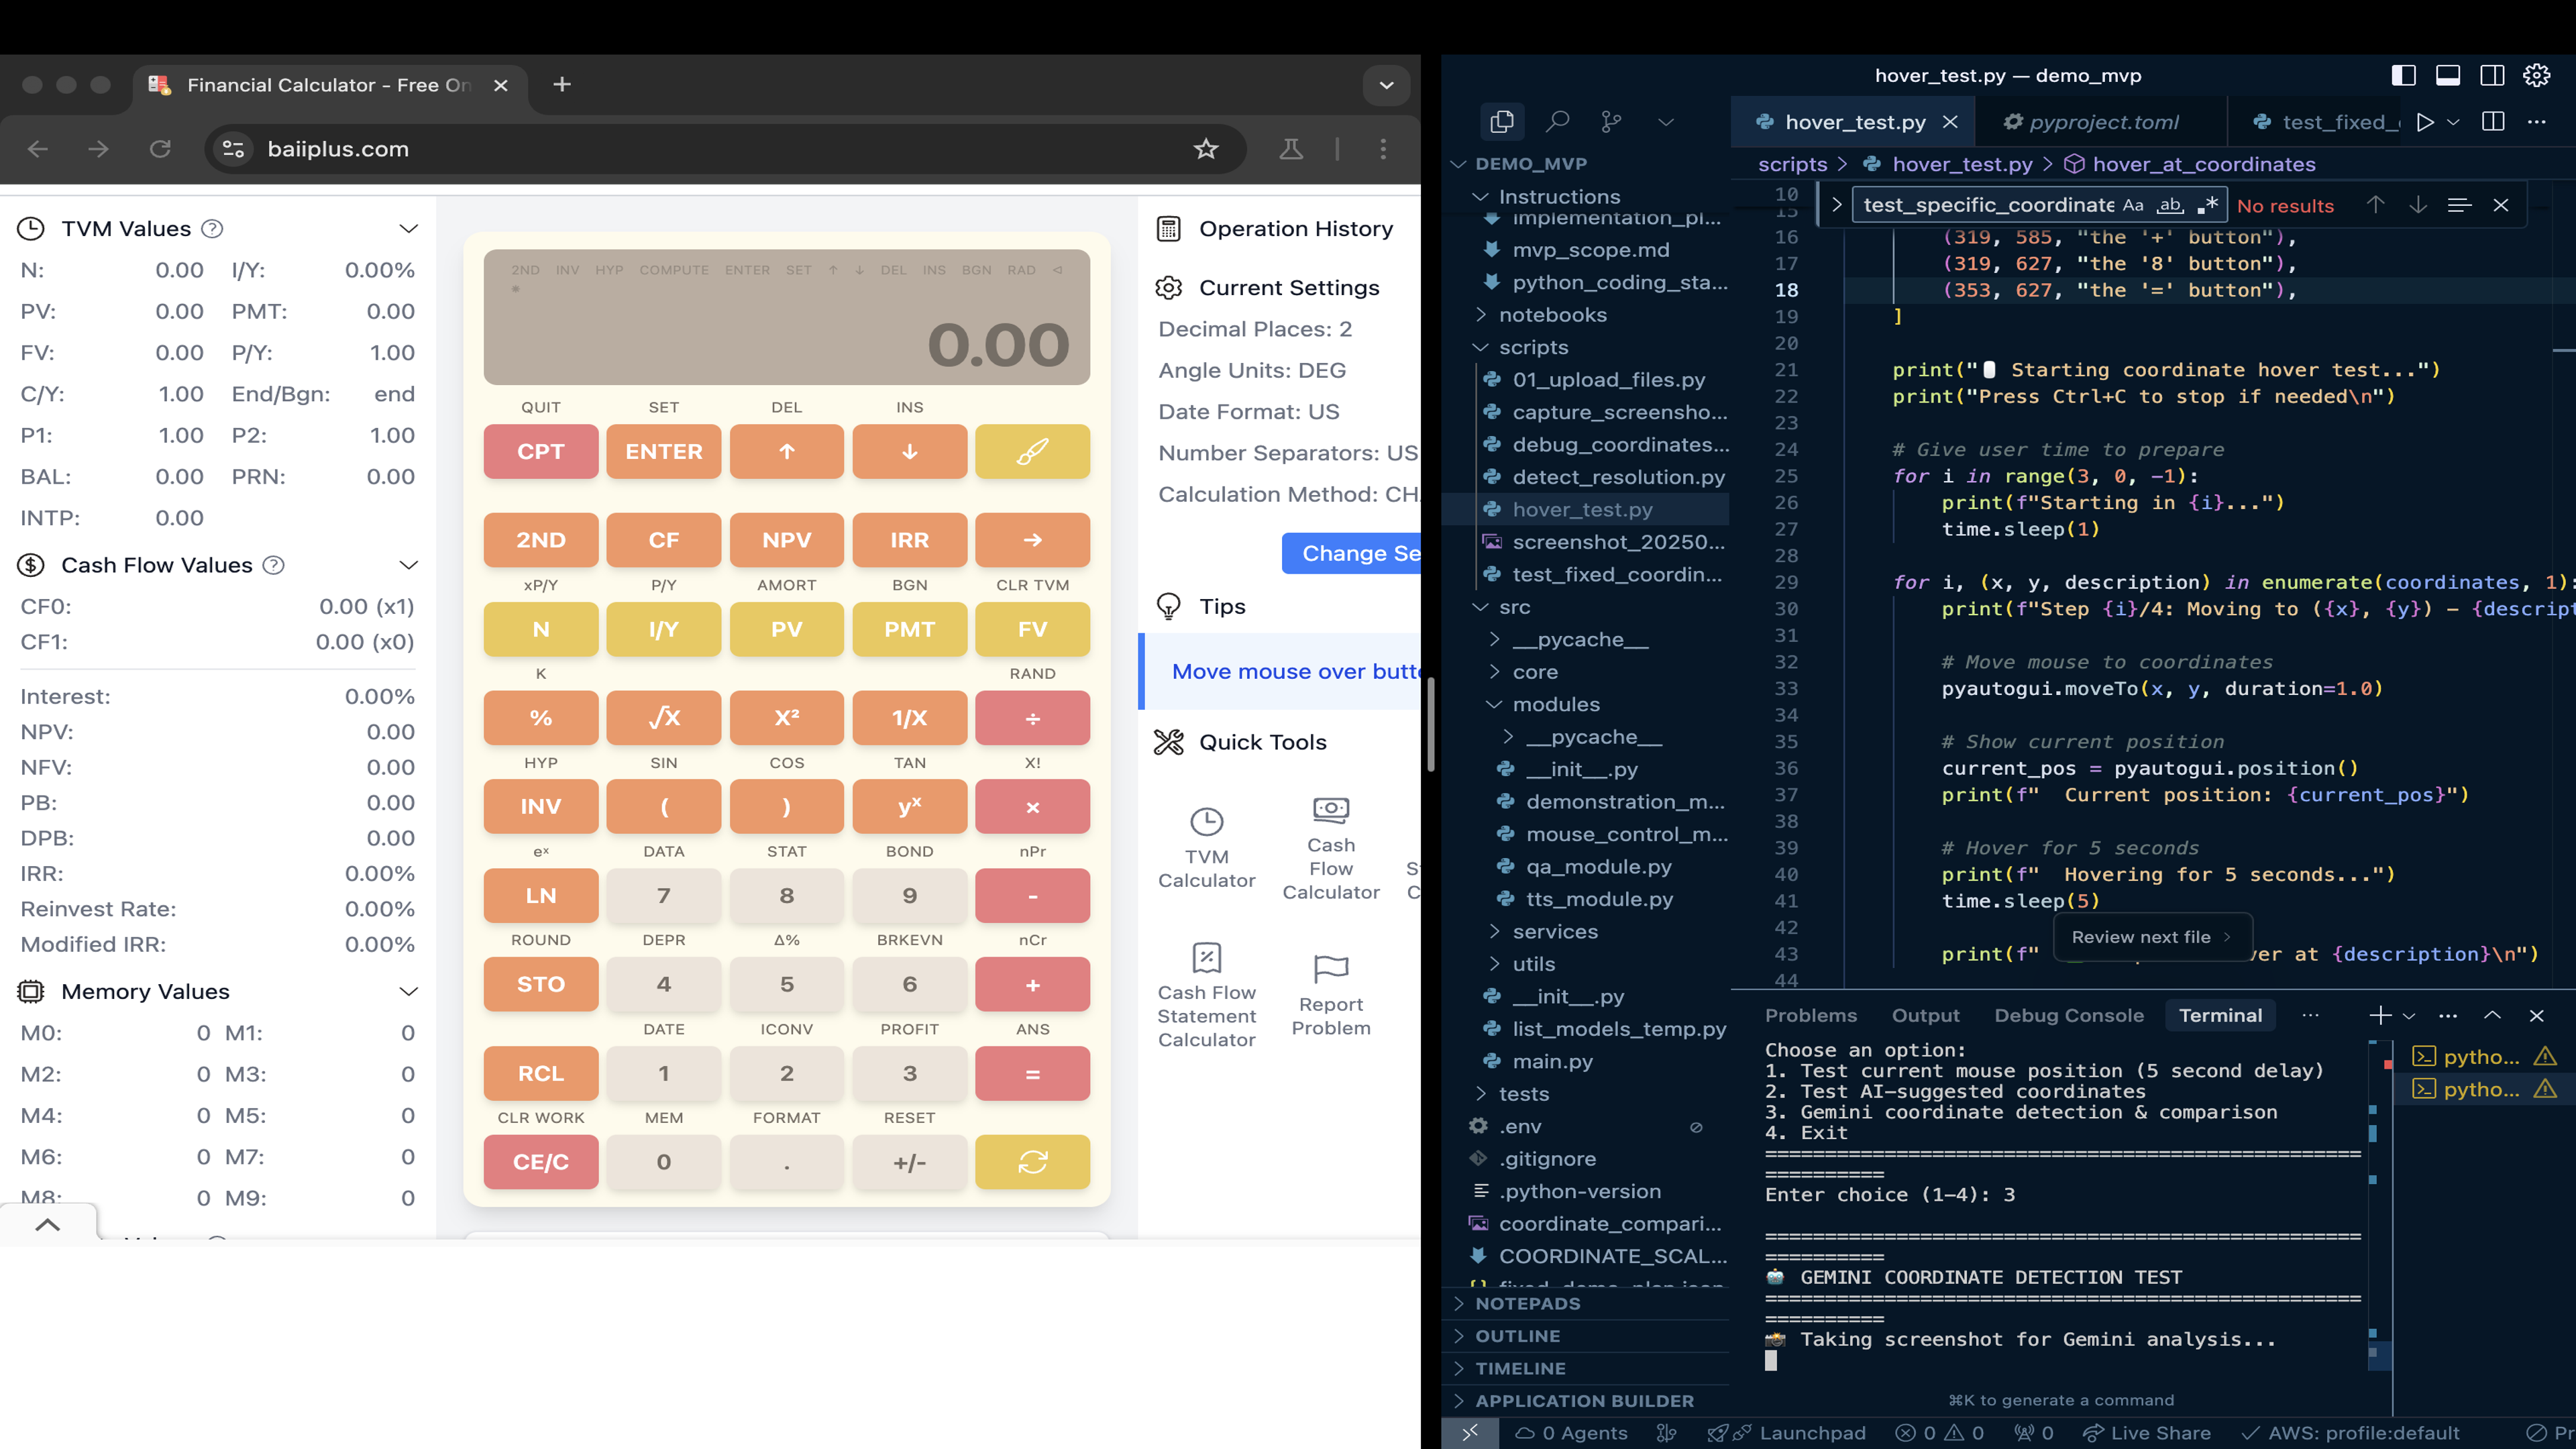 Financial Calculator - Free On
baiiplus.com
TVM Values
N: 0.00 I/Y: 0.00%
PV: 0.00 PMT: 0.00
FV: 0.00 P/Y: 1.00
C/Y: 1.00 End/Bgn: end
P1: 1.00 P2: 1.00
BAL: 0.00 PRN: 0.00
INTP: 0.00
Cash Flow Values
CF0: 0.00 (x1)
CF1: 0.00 (x0)
Interest: 0.00%
NPV: 0.00
NFV: 0.00
PB: 0.00
DPB: 0.00
IRR: 0.00%
Reinvest Rate: 0.00%
Modified IRR: 0.00%
Memory Values
M0: 0 M1: 0
M2: 0 M3: 0
M4: 0 M5: 0
M6: 0 M7: 0
M8: 0 M9: 0
2ND INV HYP COMPUTE ENTER SET ↑ ↓ DEL INS BGN RAD ◁
0.00
QUIT SET DEL INS
CPT ENTER ↑ ↓
2ND CF NPV IRR →
xP/Y P/Y AMORT BGN CLR TVM
N I/Y PV PMT FV
K RAND
% √X X² 1/X ÷
HYP SIN COS TAN X!
INV ( ) yˣ ×
eˣ DATA STAT BOND nPr
LN 7 8 9 -
ROUND DEPR Δ% BRKEVN nCr
STO 4 5 6 +
DATE ICONV PROFIT ANS
RCL 1 2 3 =
CLR WORK MEM FORMAT RESET
CE/C 0 . +/-
Operation History
Current Settings
Decimal Places: 2
Angle Units: DEG
Date Format: US
Number Separators: US
Calculation Method: CH
Change Se
Tips
Move mouse over butt
Quick Tools
TVM
Calculator
Cash
Flow
Calculator
S
C
Cash Flow
Statement
Calculator
Report
Problem
hover_test.py — demo_mvp
hover_test.py pyproject.toml test_fixed_
scripts > hover_test.py > hover_at_coordinates
test_specific_coordinate Aa ab .* No results
DEMO_MVP
Instructions
implementation_pl...
mvp_scope.md
python_coding_sta...
notebooks
scripts
01_upload_files.py
capture_screensho...
debug_coordinates...
detect_resolution.py
hover_test.py
screenshot_20250...
test_fixed_coordin...
src
__pycache__
core
modules
__pycache__
__init__.py
demonstration_m...
mouse_control_m...
qa_module.py
tts_module.py
services
utils
__init__.py
list_models_temp.py
main.py
tests
.env
.gitignore
.python-version
coordinate_compari...
COORDINATE_SCAL...
fixed_demo_plan.json
NOTEPADS
OUTLINE
TIMELINE
APPLICATION BUILDER
10
15
16 (319, 585, "the '+' button"),
17 (319, 627, "the '8' button"),
18 (353, 627, "the '=' button"),
19 ]
20
21 print("🖱 Starting coordinate hover test...")
22 print("Press Ctrl+C to stop if needed\n")
23
24 # Give user time to prepare
25 for i in range(3, 0, -1):
26 print(f"Starting in {i}...")
27 time.sleep(1)
28
29 for i, (x, y, description) in enumerate(coordinates, 1):
30 print(f"Step {i}/4: Moving to ({x}, {y}) - {descript
31
32 # Move mouse to coordinates
33 pyautogui.moveTo(x, y, duration=1.0)
34
35 # Show current position
36 current_pos = pyautogui.position()
37 print(f"  Current position: {current_pos}")
38
39 # Hover for 5 seconds
40 print(f"  Hovering for 5 seconds...")
41 time.sleep(5)
42
Review next file >
43 print(f" ver at {description}\n")
44
Problems Output Debug Console Terminal ...
Choose an option:
1. Test current mouse position (5 second delay)
2. Test AI-suggested coordinates
3. Gemini coordinate detection & comparison
4. Exit
============================================================
==========
Enter choice (1-4): 3
============================================================
==========
🤖 GEMINI COORDINATE DETECTION TEST
============================================================
==========
📸 Taking screenshot for Gemini analysis...
pytho...
pytho...
⌘K to generate a command
0 Agents Launchpad 0 0 0 Live Share AWS: profile:default Pr